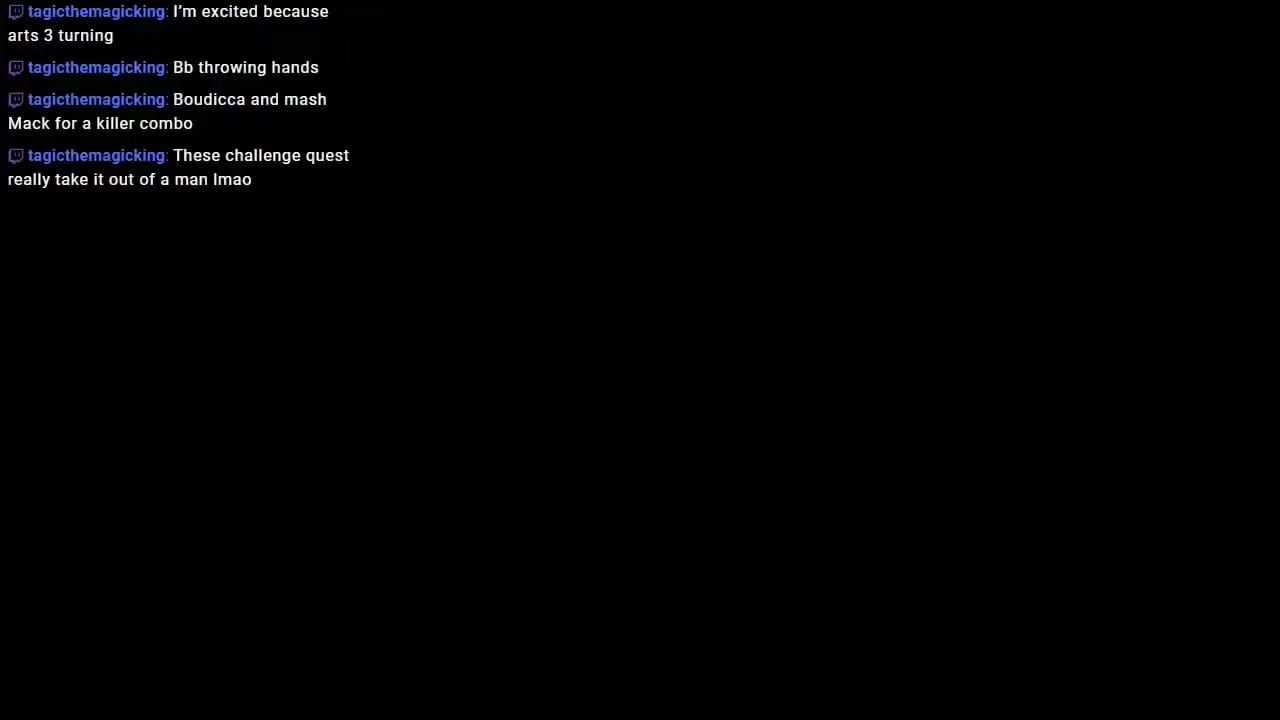 tagicthemagicking: I’m excited because
arts 3 turning
tagicthemagicking: Bb throwing hands
tagicthemagicking: Boudicca and mash
Mack for a killer combo
tagicthemagicking: These challenge quest
really take it out of a man lmao